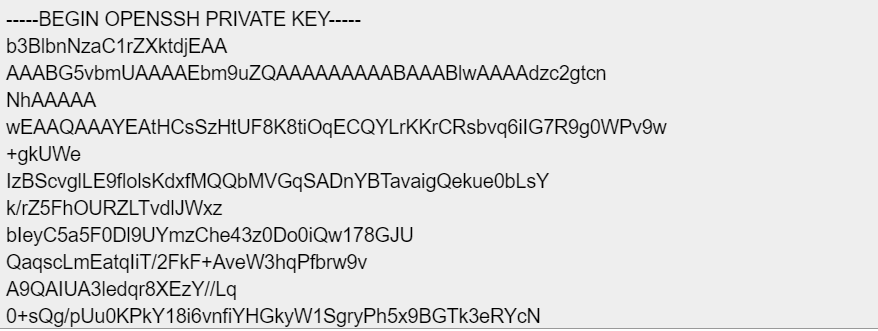 -----BEGIN OPENSSH PRIVATE KEY-----
b3BlbnNzaC1rZXktdjEAA
AAABG5vbmUAAAAEbm9uZQAAAAAAAAABAAABlwAAAAdzc2gtcn
NhAAAAA
wEAAQAAAYEAtHCsSzHtUF8K8tiOqECQYLrKKrCRsbvq6iIG7R9g0WPv9w
+gkUWe
IzBScvglLE9flolsKdxfMQQbMVGqSADnYBTavaigQekue0bLsY
k/rZ5FhOURZLTvdlJWxz
bIeyC5a5F0Dl9UYmzChe43z0Do0iQw178GJU
QaqscLmEatqIiT/2FkF+AveW3hqPfbrw9v
A9QAIUA3ledqr8XEzY//Lq
0+sQg/pUu0KPkY18i6vnfiYHGkyW1SgryPh5x9BGTk3eRYcN